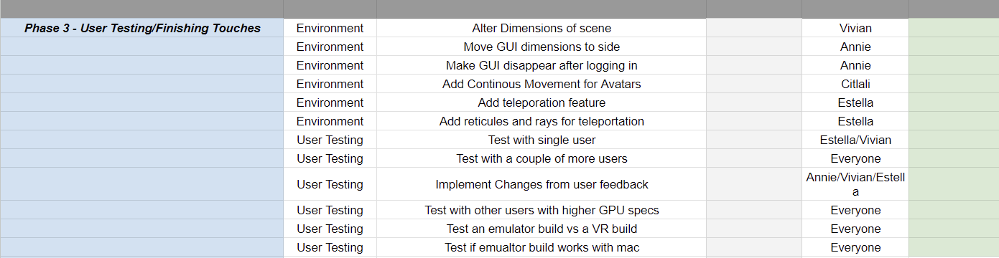 Phase 3 - User Testing/Finishing Touches Environment Alter Dimensions of scene Vivian
Environment Move GUI dimensions to side Annie
Environment Make GUI disappear after logging in Annie
Environment Add Continous Movement for Avatars Citlali
Environment Add teleporation feature Estella
Environment Add reticules and rays for teleportation Estella
User Testing Test with single user Estella/Vivian
User Testing Test with a couple of more users Everyone
User Testing Implement Changes from user feedback Annie/Vivian/Estell
a
User Testing Test with other users with higher GPU specs Everyone
User Testing Test an emulator build vs a VR build Everyone
User Testing Test if emualtor build works with mac Everyone